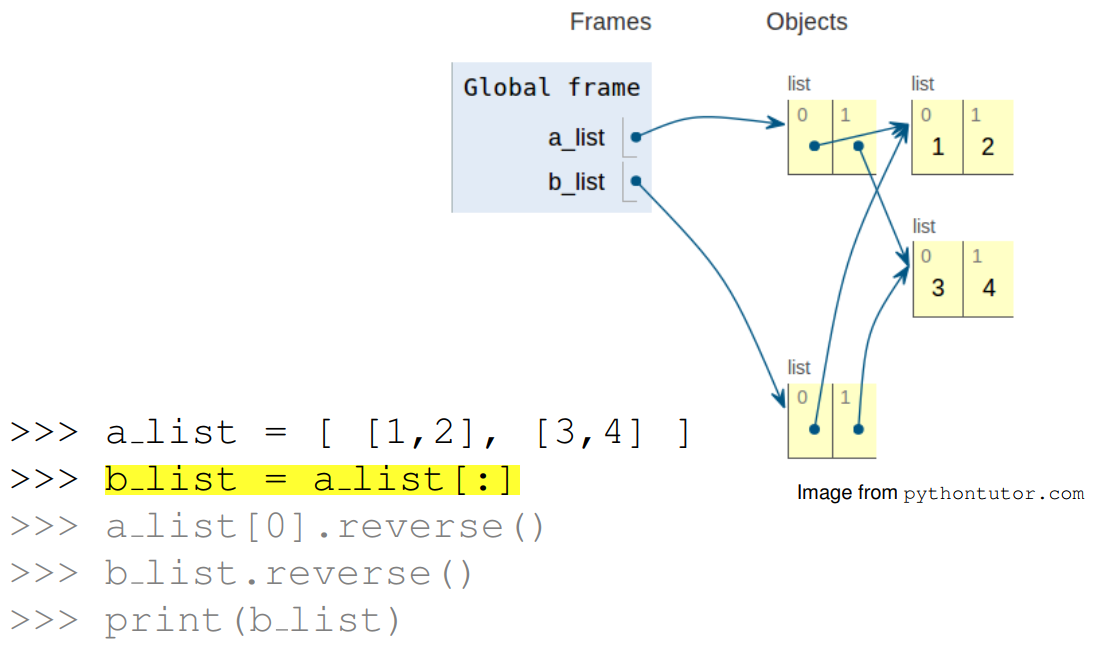 Frames Objects
Global frame
a_list
b_list
list
0 1
list
0 1
1 2
list
0 1
3 4
list
0 1
>>> a_list = [ [1,2], [3,4] ]
>>> b_list = a_list[:]
>>> a_list[0].reverse()
>>> b_list.reverse()
>>> print(b_list)
Image from pythontutor.com